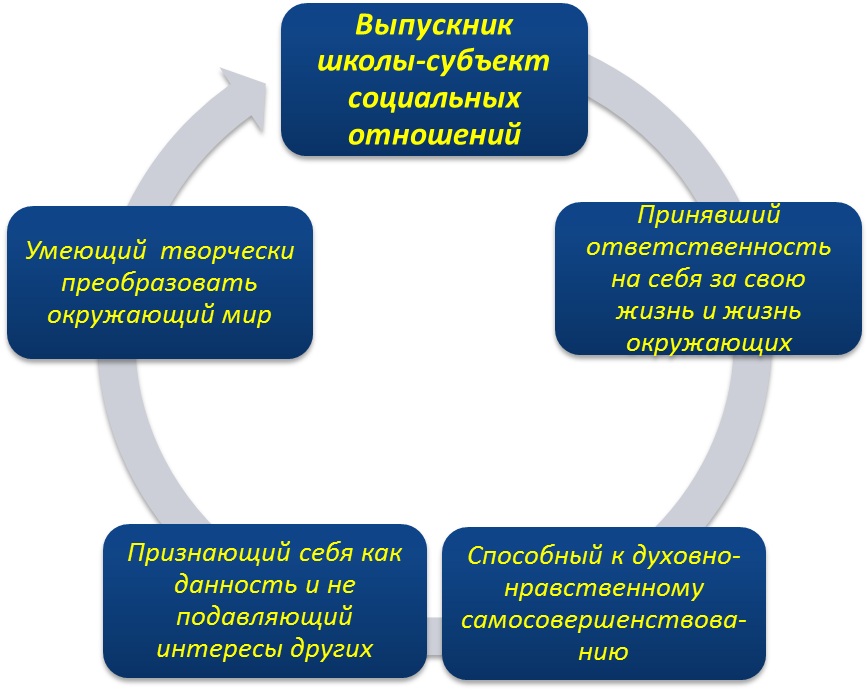 Выпускник
школы-субъект
социальных
отношений
Принявший
ответственность
на себя за свою
жизнь и жизнь
окружающих
Способный к духовно-
нравственному
самосовершенствова-
нию
Признающий себя как
данность и не
подавляющий
интересы других
Умеющий творчески
преобразовать
окружающий мир